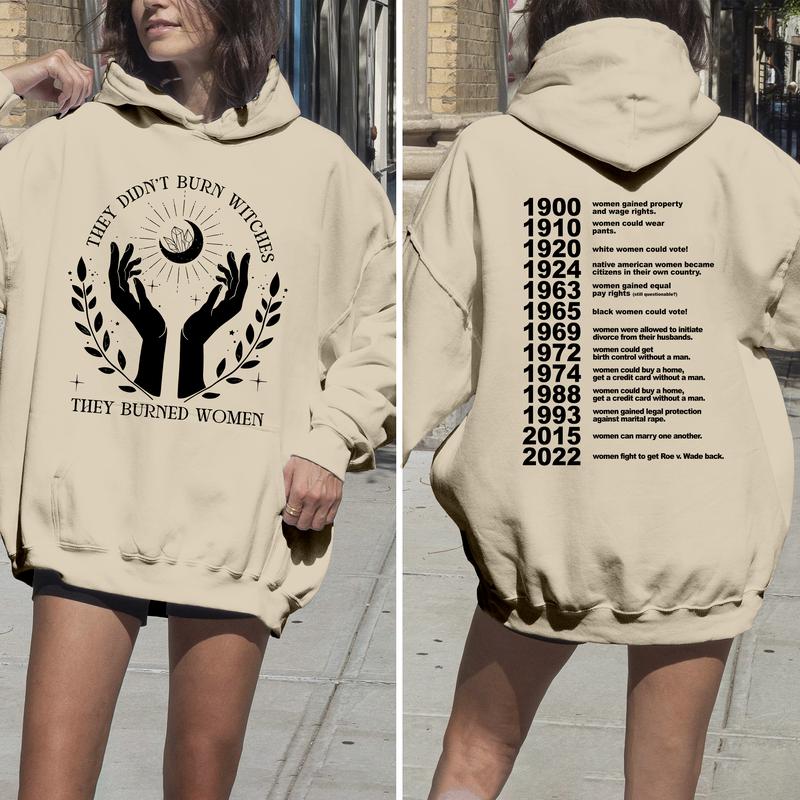 THEY DIDN'T BURN WITCHES
THEY BURNED WOMEN
1900 women gained property
and wage rights.
1910 women could wear
pants.
1920 white women could vote!
1924 native american women became
citizens in their own country.
1963 women gained equal
pay rights (still questionable?)
1965 black women could vote!
1969 women were allowed to initiate
divorce from their husbands.
1972 women could get
birth control without a man.
1974 women could buy a home,
get a credit card without a man.
1988 women could buy a home,
get a credit card without a man.
1993 women gained legal protection
against marital rape.
2015 women can marry one another.
2022 women fight to get Roe v. Wade back.